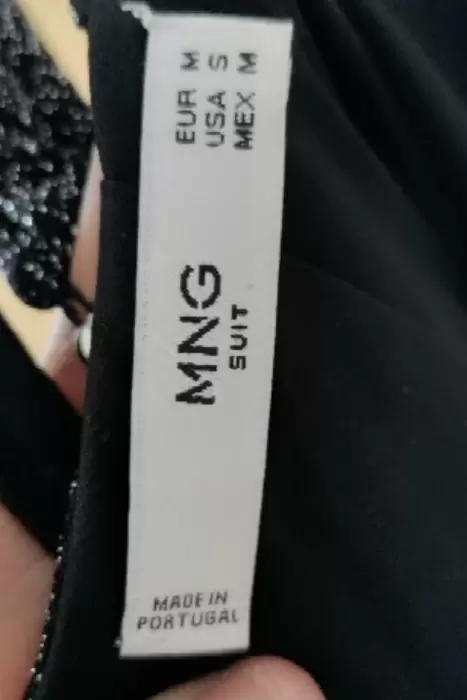 EUR M
USA S
MEX M
MNG
SUIT
MADE IN
PORTUGAL